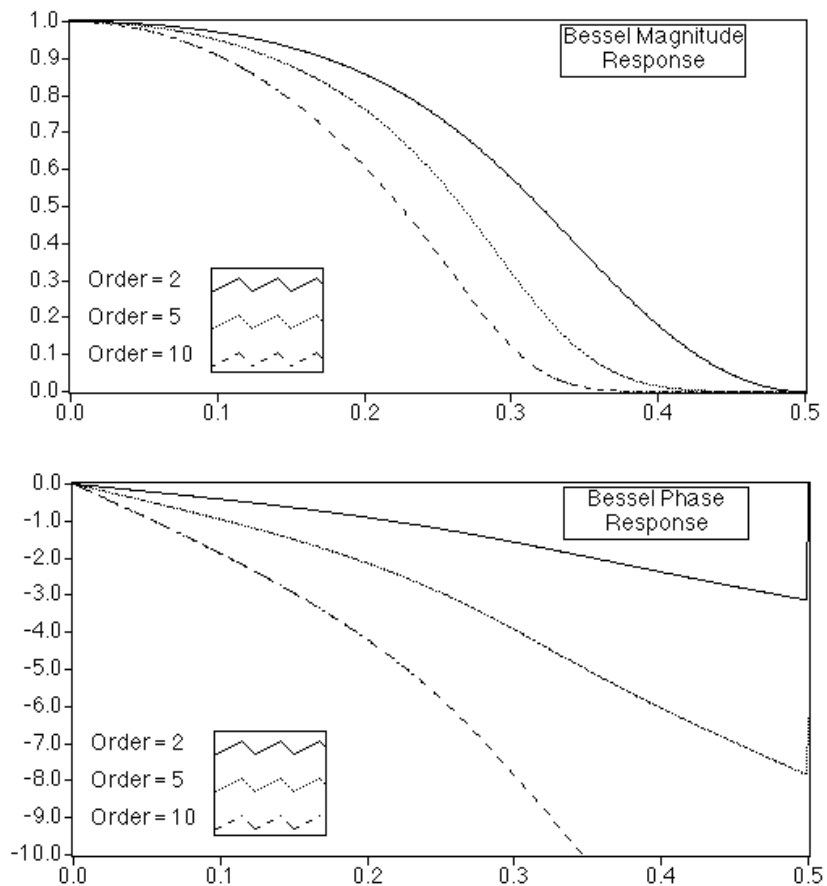 1.0
0.9
0.8
0.7
0.6
0.5
0.4
0.3
0.2
0.1
0.0
Bessel Magnitude
Response
Order = 2
Order = 5
Order = 10
0.0 0.1 0.2 0.3 0.4 0.5
0.0
-1.0
-2.0
-3.0
-4.0
-5.0
-6.0
-7.0
-8.0
-9.0
-10.0
Bessel Phase
Response
Order = 2
Order = 5
Order = 10
0.0 0.1 0.2 0.3 0.4 0.5